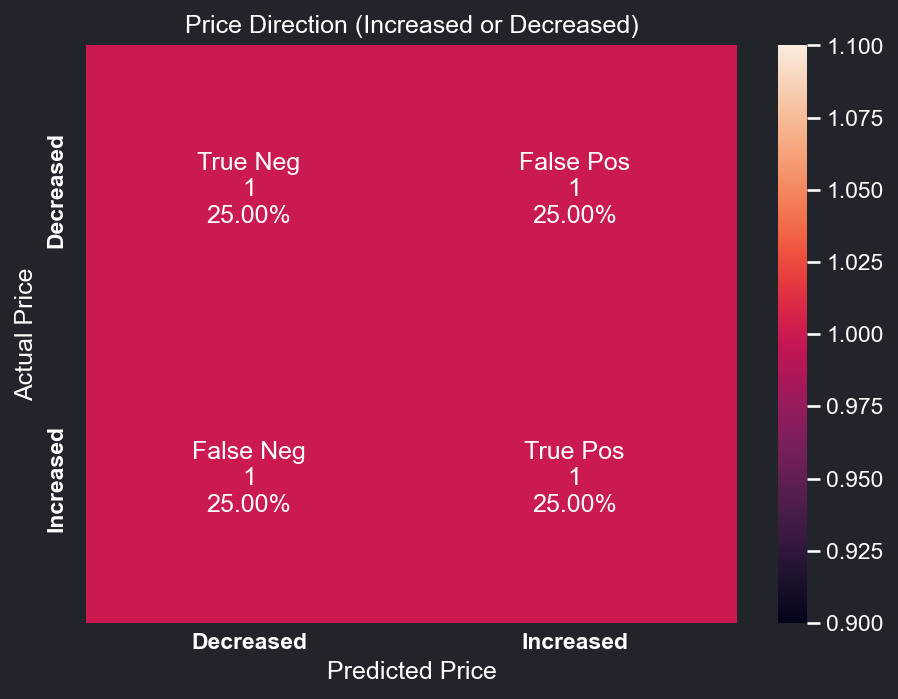 Price Direction (Increased or Decreased)
Actual Price
Decreased
Increased
True Neg
1
25.00%
False Pos
1
25.00%
False Neg
1
25.00%
True Pos
1
25.00%
Decreased
Increased
Predicted Price
1.100
1.075
1.050
1.025
1.000
0.975
0.950
0.925
0.900